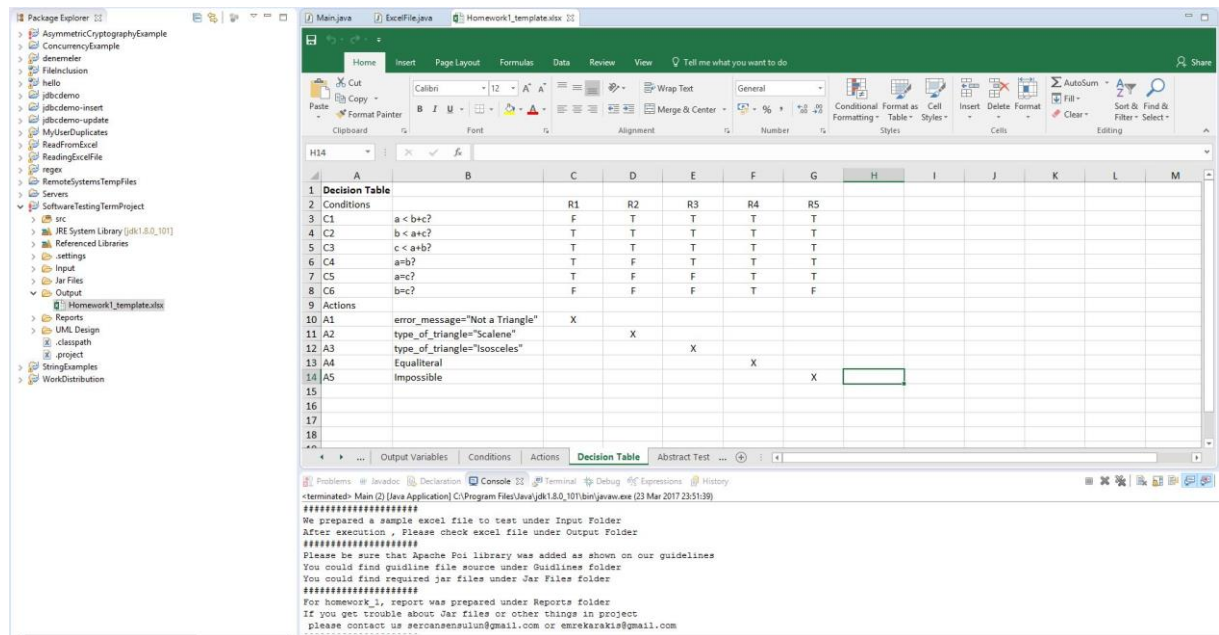 Package Explorer
AsymmetricCryptographyExample
ConcurrencyExample
denemeler
FileInclusion
hello
jdbcdemo
jdbcdemo-insert
jdbcdemo-update
MyUserDuplicates
ReadFromExcel
ReadingExcelFile
regex
RemoteSystemsTempFiles
Servers
SoftwareTestingTermProject
src
JRE System Library [jdk1.8.0_101]
Referenced Libraries
.settings
Input
Jar Files
Output
Homework1_template.xlsx
Reports
UML Design
.classpath
.project
StringExamples
WorkDistribution
Main.java ExcelFile.java Homework1_template.xlsx
Home Insert Page Layout Formulas Data Review View Tell me what you want to do Share
Cut Calibri 12 Wrap Text General AutoSum
Copy Fill
Paste Format Painter Merge & Center Conditional Formatting Format as Table Cell Styles Insert Delete Format Clear Sort & Filter Find & Select
Clipboard Font Alignment Number Styles Cells Editing
H14 fx
A B C D E F G H I J K L M
1 Decision Table
2 Conditions R1 R2 R3 R4 R5
3 C1 a < b+c? F T T T T
4 C2 b < a+c? T T T T T
5 C3 c < a+b? T T T T T
6 C4 a=b? T F T T T
7 C5 a=c? T F F T T
8 C6 b=c? F F F T F
9 Actions
10 A1 error_message="Not a Triangle" X
11 A2 type_of_triangle="Scalene" X
12 A3 type_of_triangle="Isosceles" X
13 A4 Equaliteral X
14 A5 Impossible X
15
16
17
18
... Output Variables Conditions Actions Decision Table Abstract Test ...
Problems Javadoc Declaration Console Terminal Debug Expressions History
<terminated> Main (2) [Java Application] C:\Program Files\Java\jdk1.8.0_101\bin\javaw.exe (23 Mar 2017 23:51:39)
#####################
We prepared a sample excel file to test under Input Folder
After execution , Please check excel file under Output Folder
#####################
Please be sure that Apache Poi library was added as shown on our guidelines
You could find guidline file source under Guidlines folder
You could find required jar files under Jar Files folder
#####################
For homework_1, report was prepared under Reports folder
If you get trouble about Jar files or other things in project
please contact us sercansensulun@gmail.com or emrekarakis@gmail.com